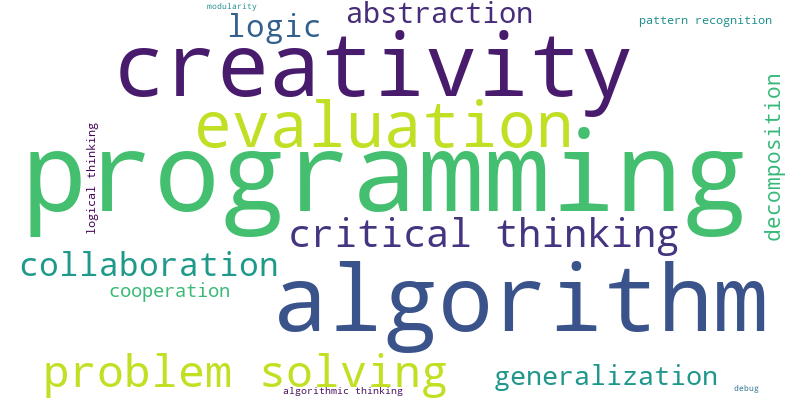 modularity
abstraction
logic
pattern recognition
creativity
evaluation
decomposition
logical thinking
programming
critical thinking
collaboration
cooperation
algorithm
problem solving
generalization
algorithmic thinking
debug